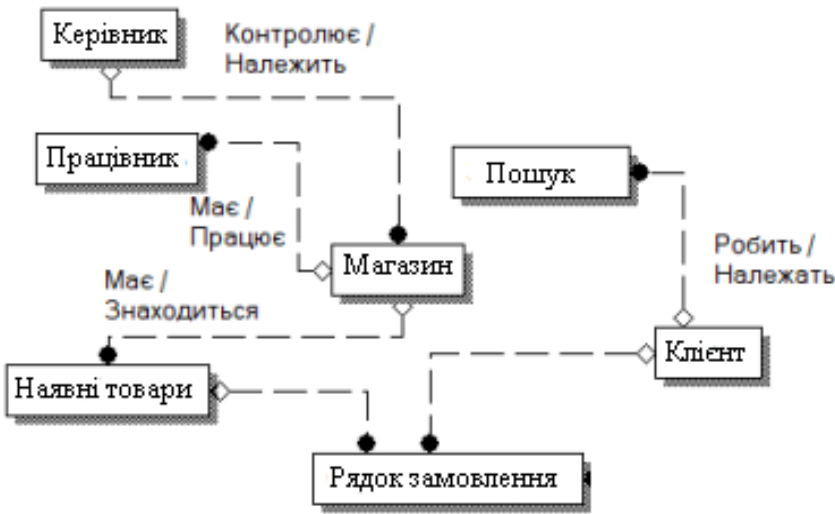 Керівник
Контролює /
Належить
Працівник
Пошук
Має /
Працює
Магазин
Робить /
Належать
Має /
Знаходиться
Клієнт
Наявні товари
Рядок замовлення